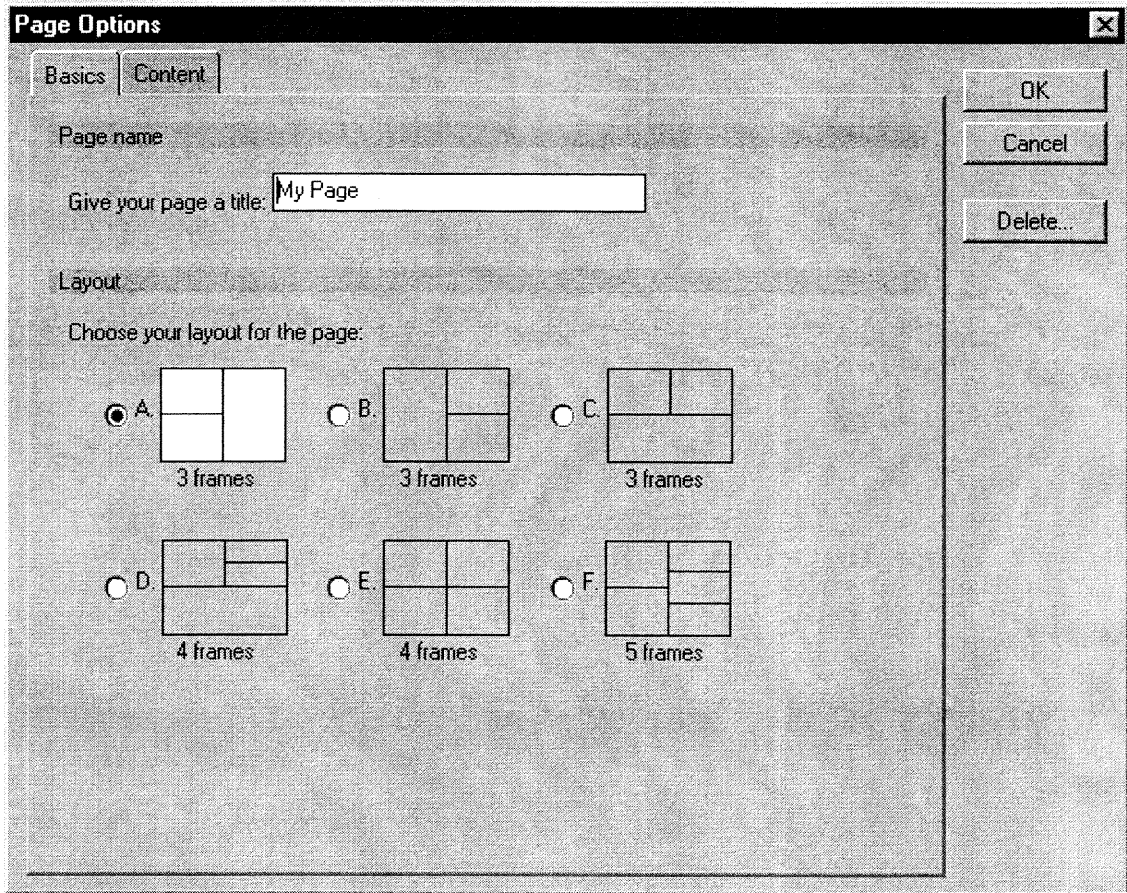 Page Options
Basics
Content
OK
Cancel
Delete...
Page name
Give your page a title: My Page
Layout
Choose your layout for the page:
A.
B.
C.
3 frames
3 frames
3 frames
D.
E.
F.
4 frames
4 frames
5 frames